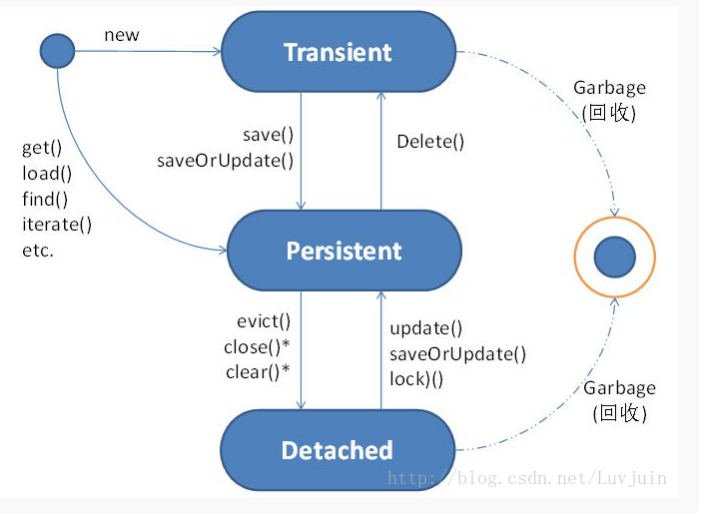 new
Transient
Garbage
(回收)
save()
saveOrUpdate()
Delete()
get()
load()
find()
iterate()
etc.
Persistent
evict()
close()*
clear()*
update()
saveOrUpdate()
lock)()
Garbage
(回收)
Detached
http://blog.csdn.net/Luvjuin